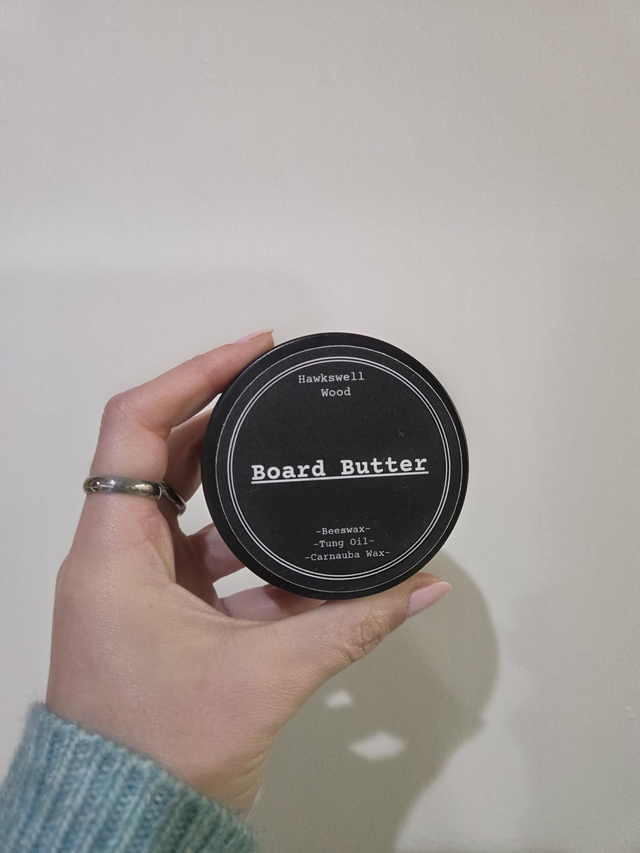 Hawkswell
Wood
Board Butter
-Beeswax-
-Tung Oil-
-Carnauba Wax-